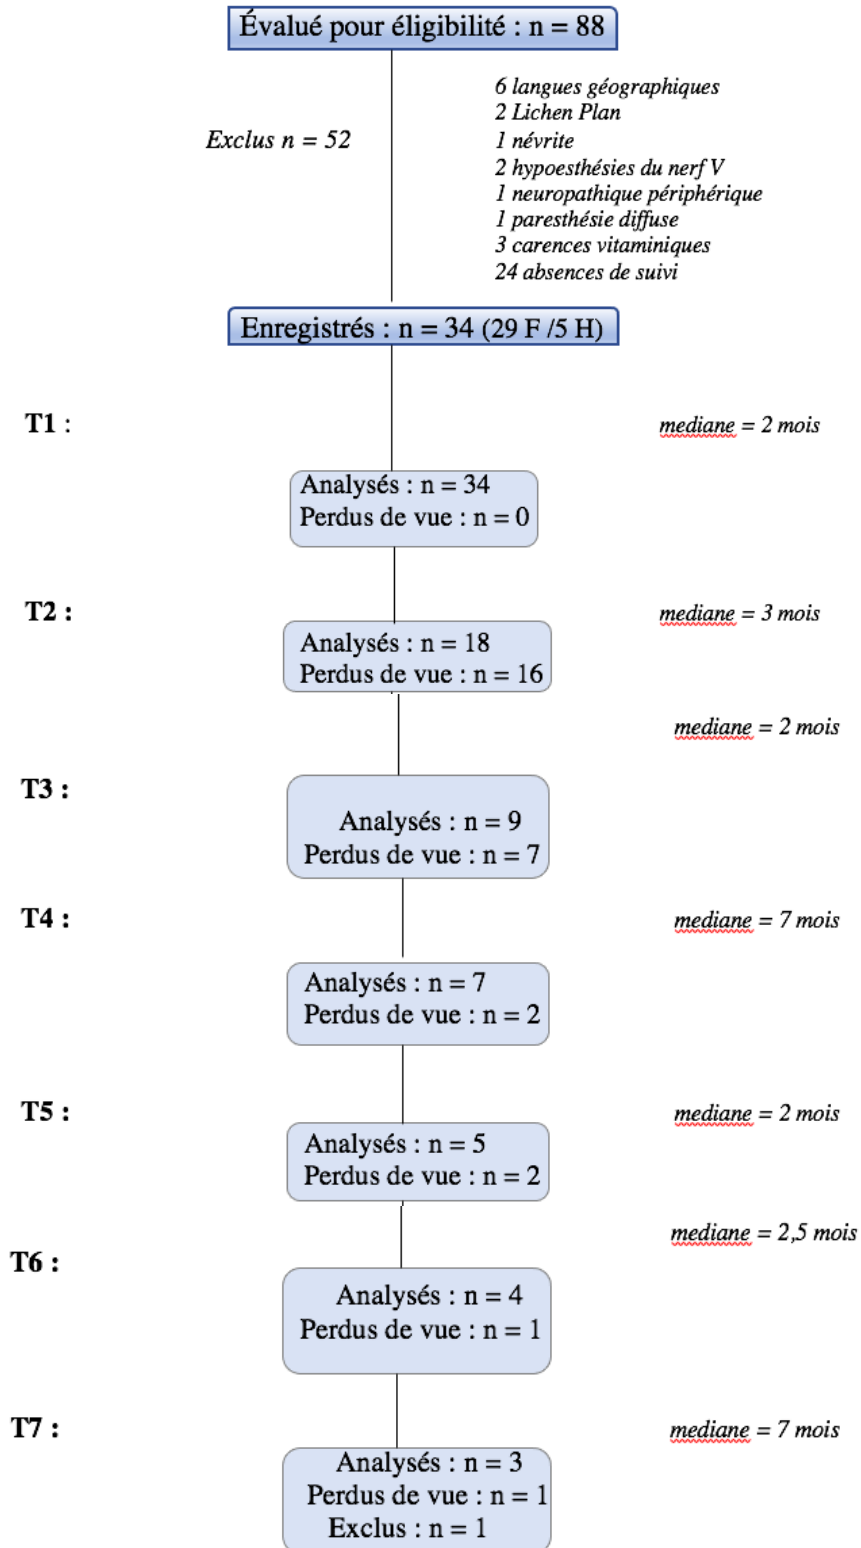 Évalué pour éligibilité : n = 88
Exclus n = 52
6 langues géographiques
2 Lichen Plan
1 névrite
2 hypoesthésies du nerf V
1 neuropathique périphérique
1 paresthésie diffuse
3 carences vitaminiques
24 absences de suivi
Enregistrés : n = 34 (29 F /5 H)
T1 :
mediane = 2 mois
Analysés : n = 34
Perdus de vue : n = 0
T2 :
mediane = 3 mois
Analysés : n = 18
Perdus de vue : n = 16
mediane = 2 mois
T3 :
Analysés : n = 9
Perdus de vue : n = 7
T4 :
mediane = 7 mois
Analysés : n = 7
Perdus de vue : n = 2
T5 :
mediane = 2 mois
Analysés : n = 5
Perdus de vue : n = 2
mediane = 2,5 mois
T6 :
Analysés : n = 4
Perdus de vue : n = 1
T7 :
mediane = 7 mois
Analysés : n = 3
Perdus de vue : n = 1
Exclus : n = 1